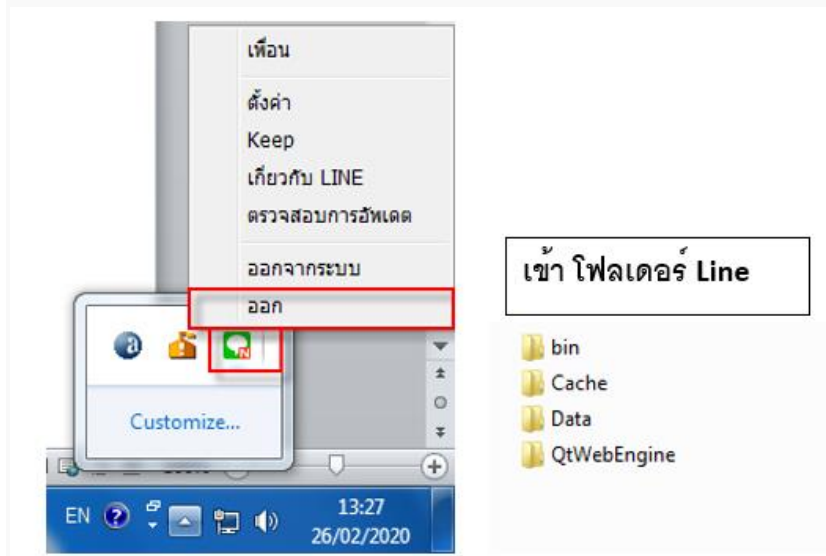 เพื่อน
ตั้งค่า
Keep
เกี่ยวกับ LINE
ตรวจสอบการอัพเดต
ออกจากระบบ
ออก
Customize...
EN
13:27
26/02/2020
เข้า โฟลเดอร์ Line
bin
Cache
Data
QtWebEngine